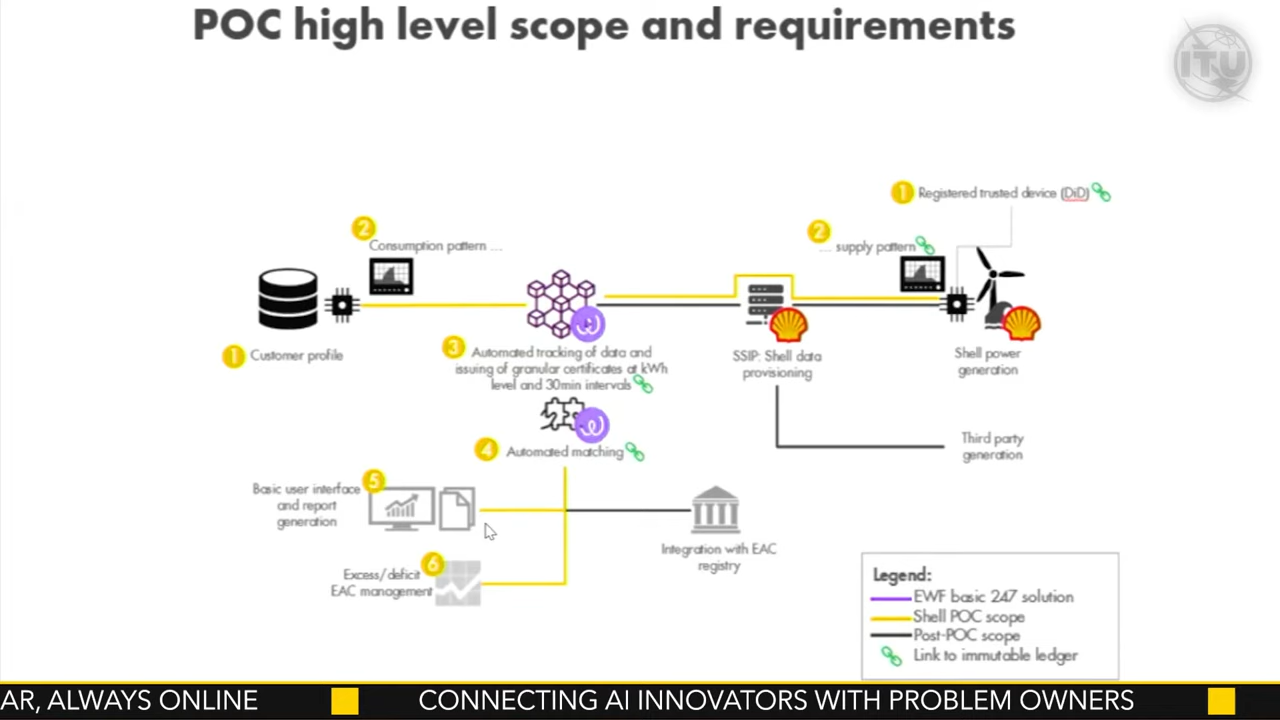 POC high level scope and requirements
ITU
1 Registered trusted device (DiD)
2
Consumption pattern ...
2
... supply pattern
1 Customer profile
3 Automated tracking of data and
issuing of granular certificates at kWh
level and 30min intervals
SSIP: Shell data
provisioning
Shell power
generation
4 Automated matching
Third party
generation
5
Basic user interface
and report
generation
Integration with EAC
registry
6
Excess/deficit
EAC management
Legend:
EWF basic 247 solution
Shell POC scope
Post-POC scope
Link to immutable ledger
AR, ALWAYS ONLINE
CONNECTING AI INNOVATORS WITH PROBLEM OWNERS